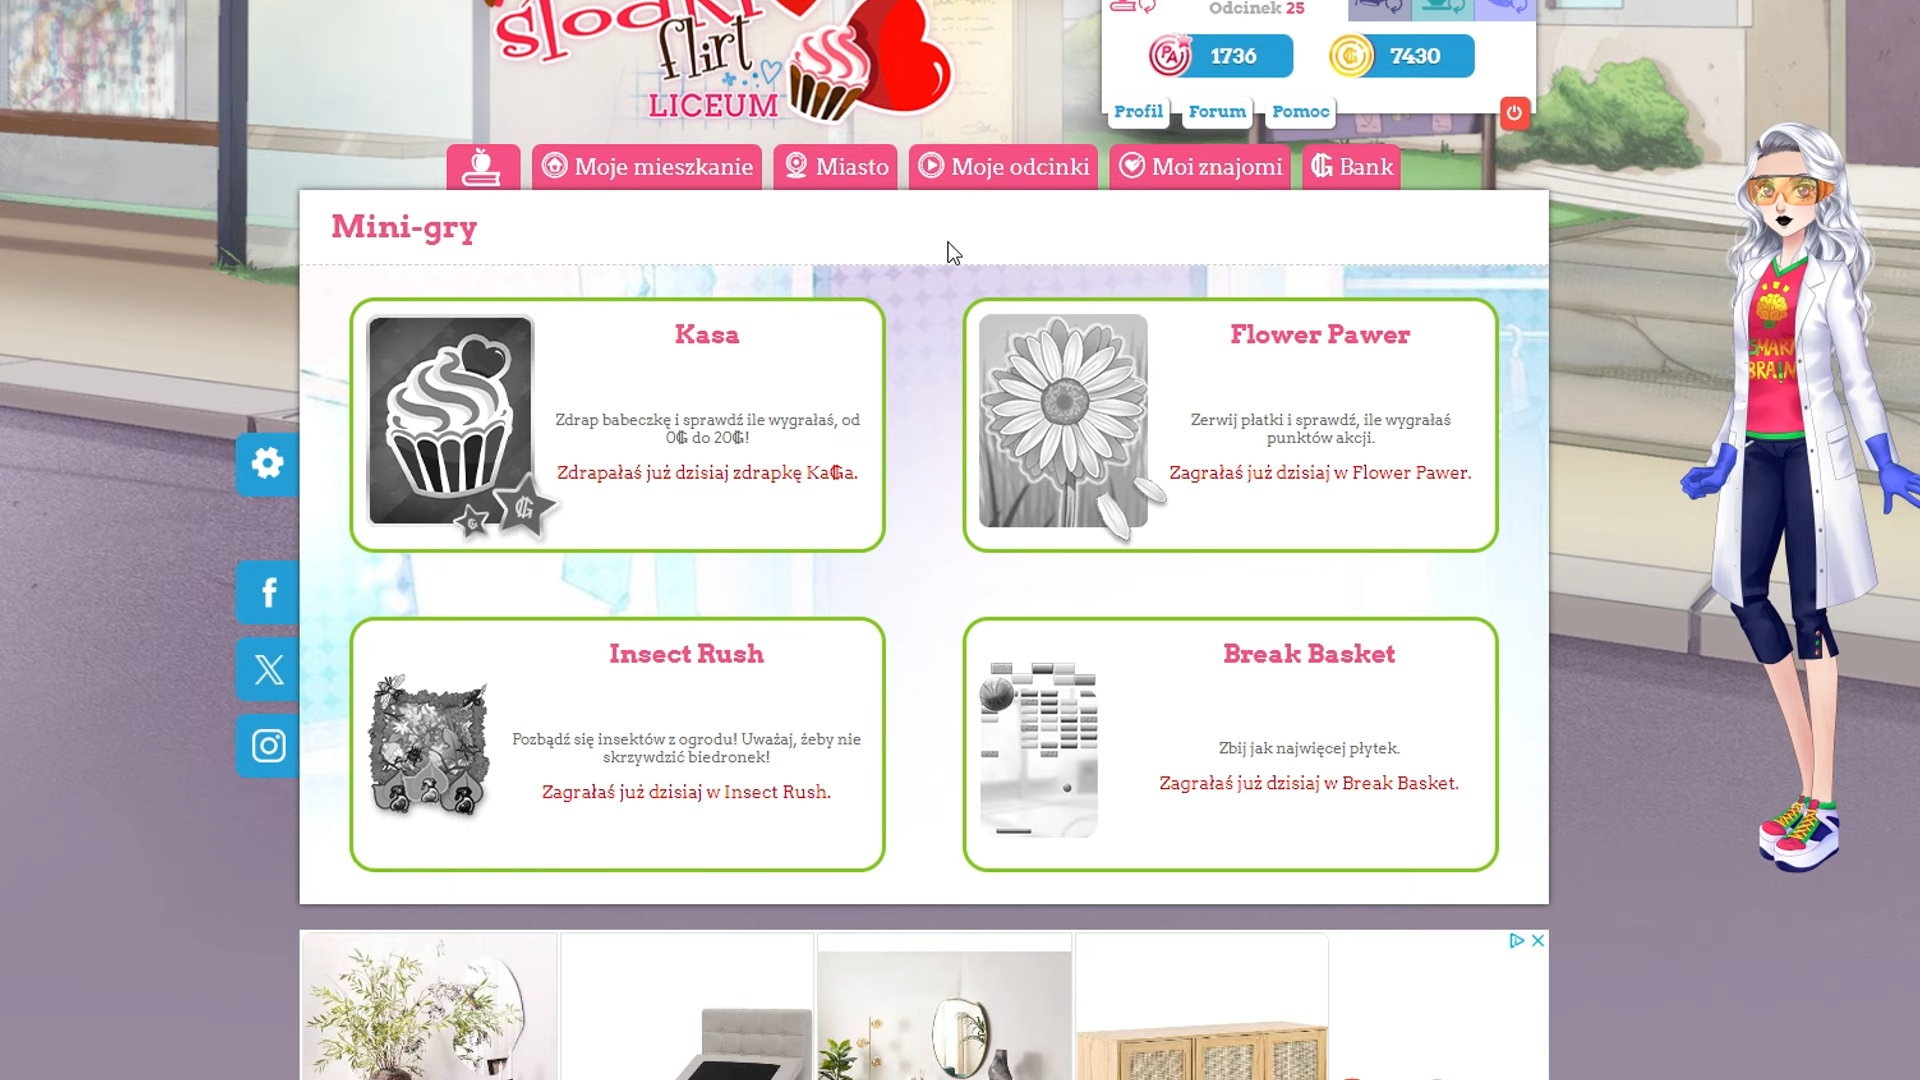 Słodki
flirt
LICEUM
Odcinek 25
PA
1736
7430
Profil
Forum
Pomoc
Moje mieszkanie
Miasto
Moje odcinki
Moi znajomi
Bank
Mini-gry
Kasa
Zdrap babeczkę i sprawdź ile wygrałaś, od
0₲ do 20₲!
Zdrapałaś już dzisiaj zdrapkę Ka₲a.
Flower Pawer
Zerwij płatki i sprawdź, ile wygrałaś
punktów akcji.
Zagrałaś już dzisiaj w Flower Pawer.
SMART
BRAIN
Insect Rush
Pozbądź się insektów z ogrodu! Uważaj, żeby nie
skrzywdzić biedronek!
Zagrałaś już dzisiaj w Insect Rush.
Break Basket
Zbij jak najwięcej płytek.
Zagrałaś już dzisiaj w Break Basket.